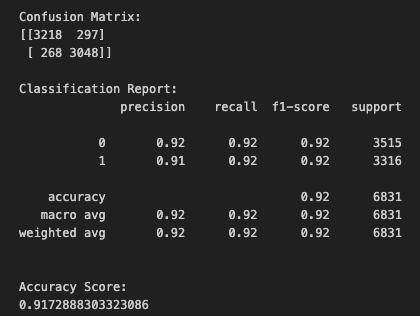 Confusion Matrix:
[[3218  297]
 [ 268 3048]]
Classification Report:
              precision    recall  f1-score   support
           0       0.92      0.92      0.92      3515
           1       0.91      0.92      0.92      3316
    accuracy                           0.92      6831
   macro avg       0.92      0.92      0.92      6831
weighted avg       0.92      0.92      0.92      6831
Accuracy Score:
0.9172888303323086